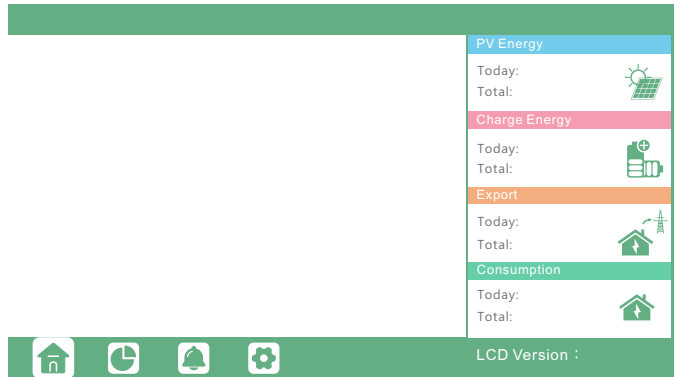 PV Energy
Today:
Total:
Charge Energy
Today:
Total:
Export
Today:
Total:
Consumption
Today:
Total:
LCD Version：